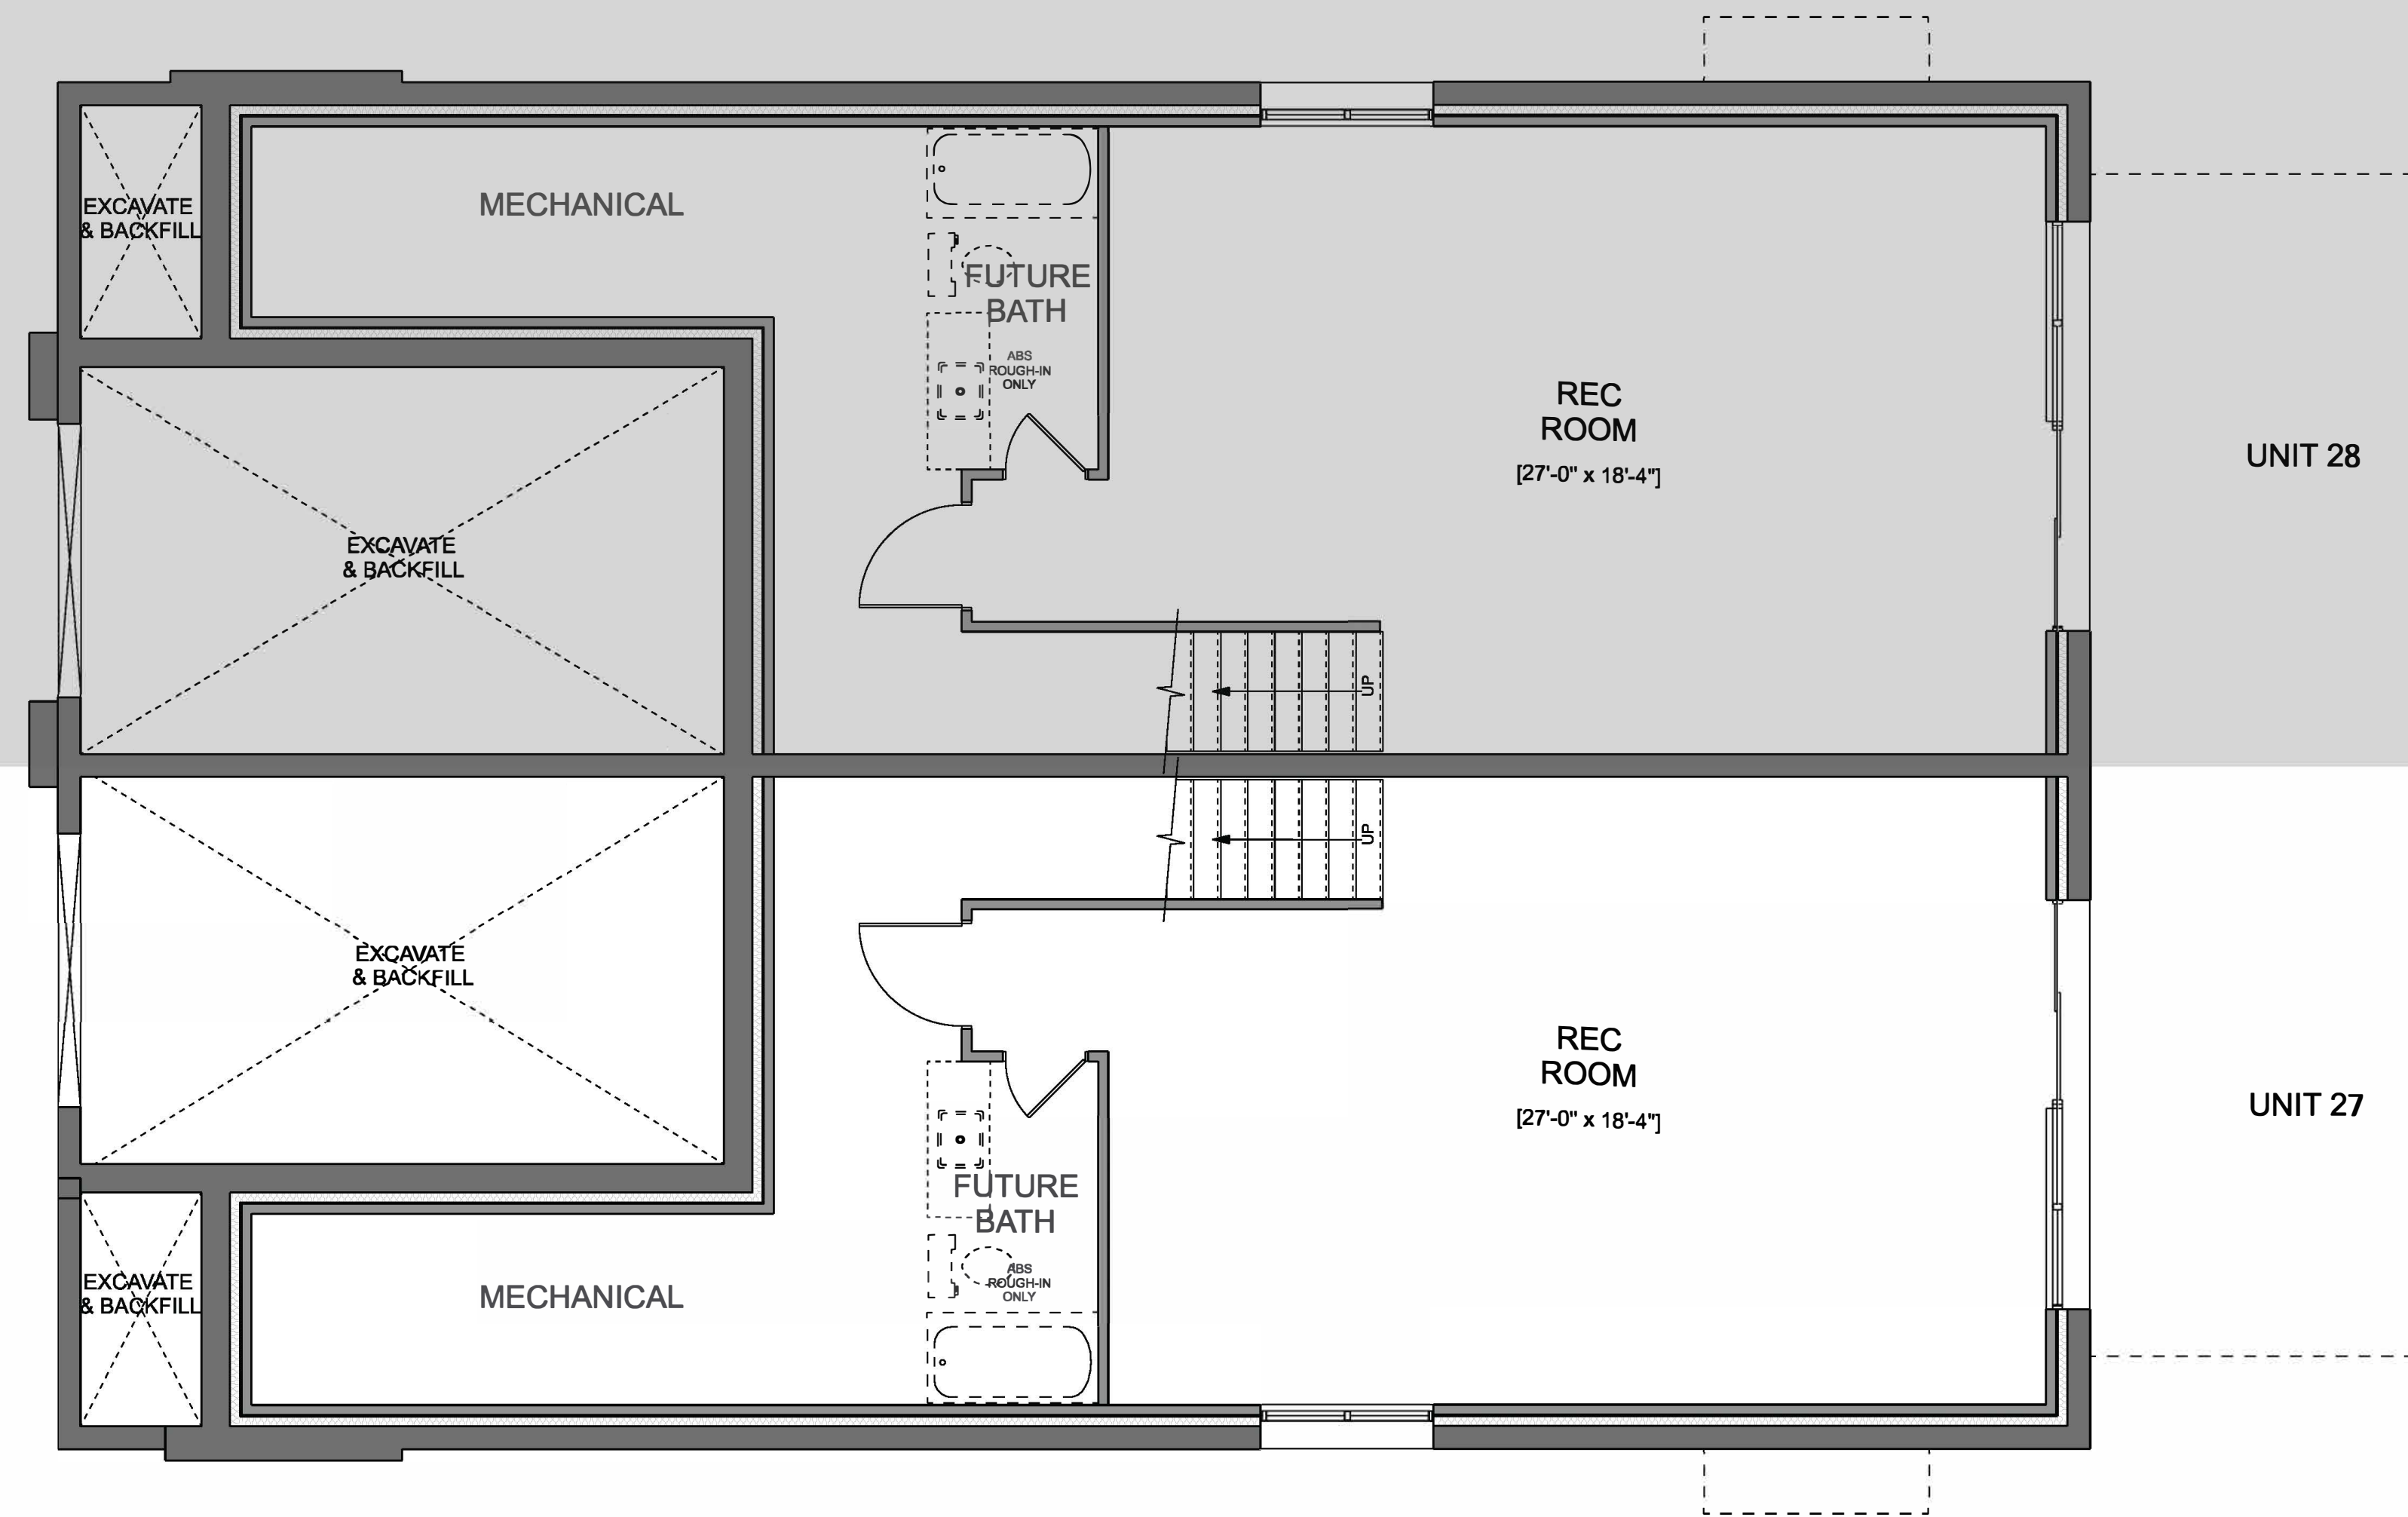 MECHANICAL
EXCAVATE
& BACKFILL
FUTURE
BATH
ABS
ROUGH-IN
ONLY
REC
ROOM
[27'-0" x 18'-4"]
UNIT 28
EXCAVATE
& BACKFILL
UP
UP
EXCAVATE
& BACKFILL
REC
ROOM
[27'-0" x 18'-4"]
UNIT 27
FUTURE
BATH
ABS
ROUGH-IN
ONLY
EXCAVATE
& BACKFILL
MECHANICAL